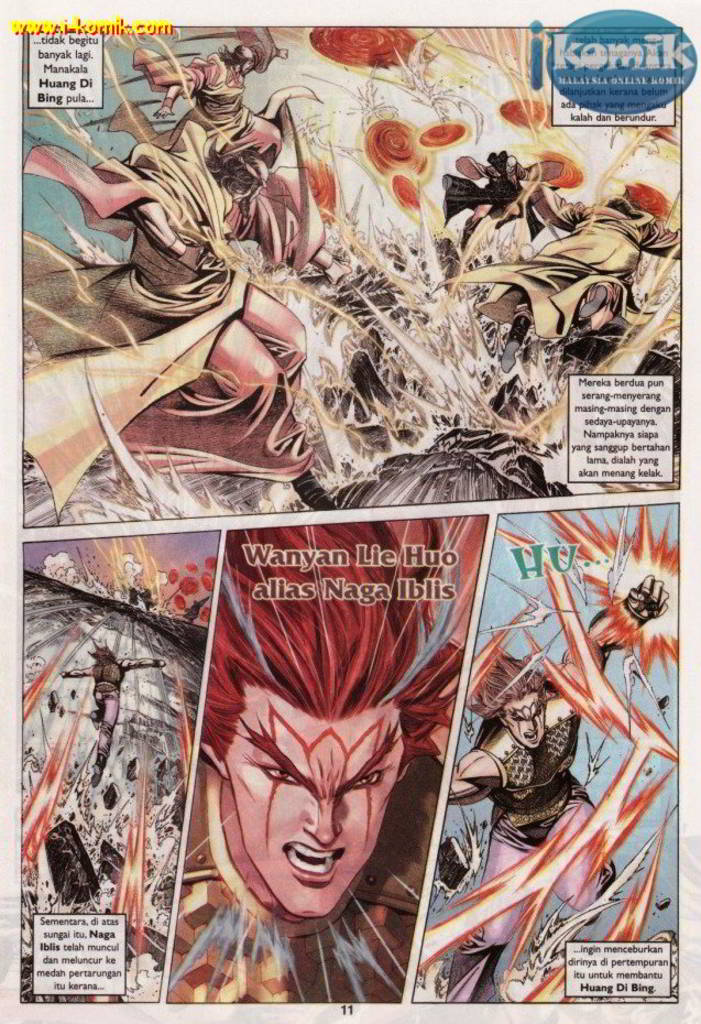 www.i-komik.com
...tidak begitu
banyak lagi.
Manakala
Huang Di
Bing pula...
ikomik
MALAYSIA ONLINE KOMIK
telah banyak
dilanjutkan kerana belum
ada pihak yang mengaku
kalah dan berundur.
Mereka berdua pun
serang-menyerang
masing-masing dengan
sedaya-upayanya.
Nampaknya siapa
yang sanggup bertahan
lama, dialah yang
akan menang kelak.
Sementara, di atas
sungai itu, Naga
Iblis telah muncul
dan meluncur ke
medah pertarungan
itu kerana...
Wanyan Lie Huo
alias Naga Iblis
HU...
...ingin menceburkan
dirinya di pertempuran
itu untuk membantu
Huang Di Bing.
11